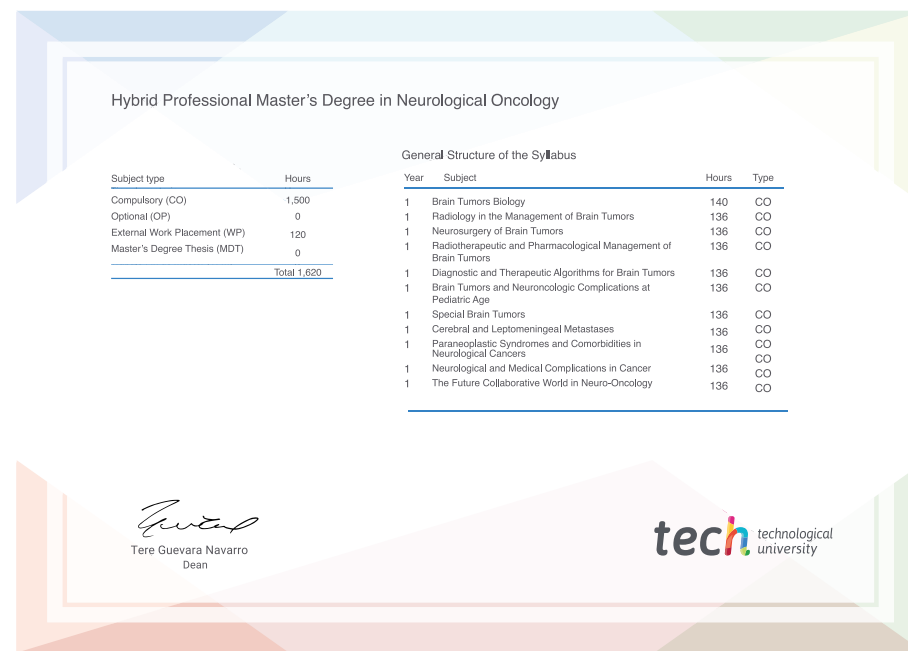 Hybrid Professional Master's Degree in Neurological Oncology
General Structure of the Syllabus
Subject type Hours
Compulsory (CO) 1,500
Optional (OP) 0
External Work Placement (WP) 120
Master's Degree Thesis (MDT) 0
Total 1,620
Year Subject Hours Type
1 Brain Tumors Biology 140 CO
1 Radiology in the Management of Brain Tumors 136 CO
1 Neurosurgery of Brain Tumors 136 CO
1 Radiotherapeutic and Pharmacological Management of 136 CO
Brain Tumors
1 Diagnostic and Therapeutic Algorithms for Brain Tumors 136 CO
1 Brain Tumors and Neuroncologic Complications at 136 CO
Pediatric Age
1 Special Brain Tumors 136 CO
1 Cerebral and Leptomeningeal Metastases 136 CO
1 Paraneoplastic Syndromes and Comorbidities in 136 CO
Neurological Cancers CO
1 Neurological and Medical Complications in Cancer 136 CO
1 The Future Collaborative World in Neuro-Oncology 136 CO
Tere Guevara Navarro
Dean
tech technological
university